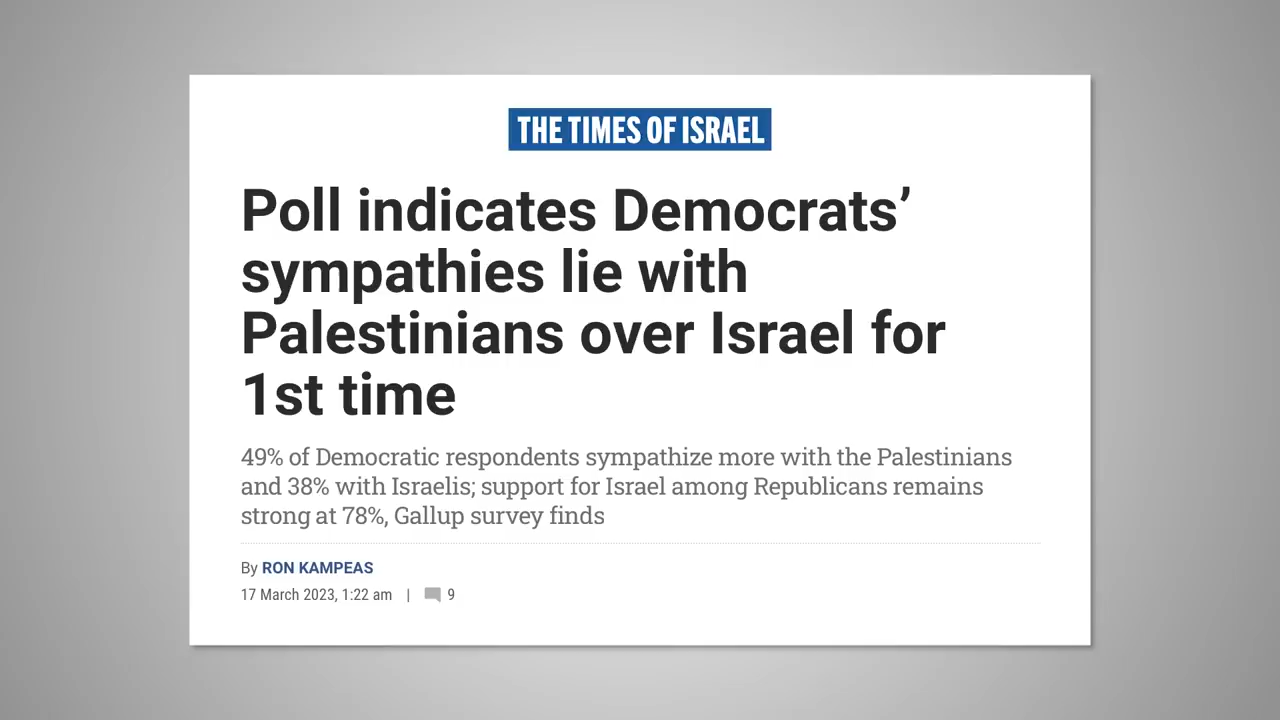 THE TIMES OF ISRAEL
Poll indicates Democrats’
sympathies lie with
Palestinians over Israel for
1st time
49% of Democratic respondents sympathize more with the Palestinians
and 38% with Israelis; support for Israel among Republicans remains
strong at 78%, Gallup survey finds
By RON KAMPEAS
17 March 2023, 1:22 am | 9